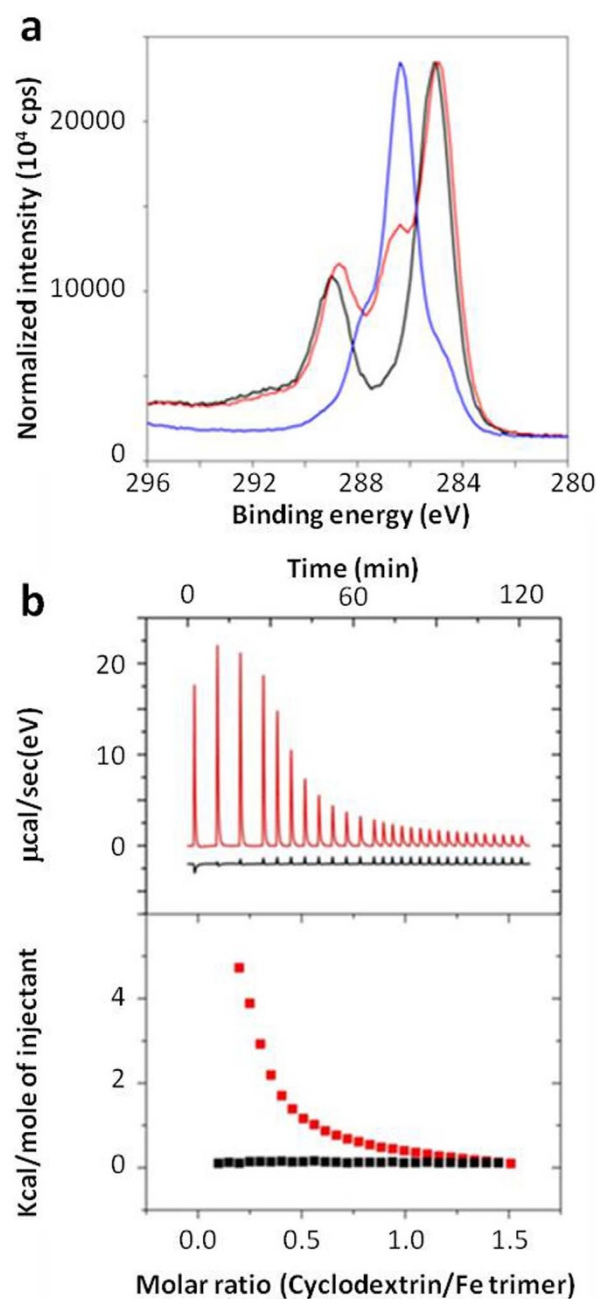 a
Normalized intensity (10⁴ cps)
20000
10000
0
296 292 288 284 280
Binding energy (eV)
b
Time (min)
0 60 120
μcal/sec(eV)
20
10
0
Kcal/mole of injectant
4
2
0
0.0 0.5 1.0 1.5
Molar ratio (Cyclodextrin/Fe trimer)